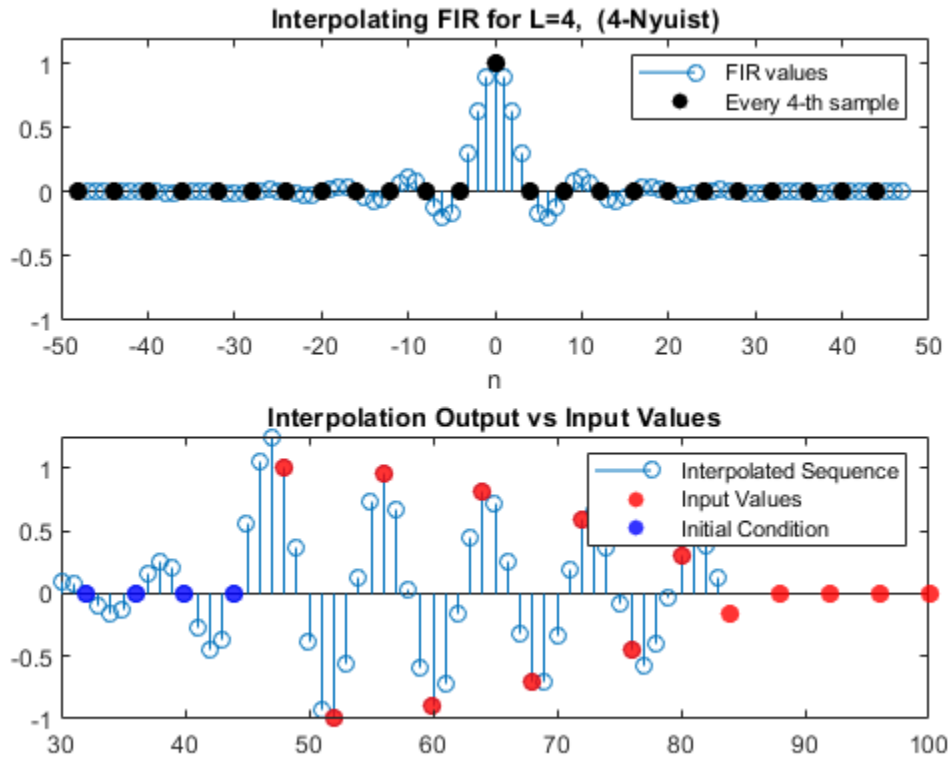 Interpolating FIR for L=4, (4-Nyuist)
1
0.5
0
-0.5
-1
FIR values
Every 4-th sample
-50 -40 -30 -20 -10 0 10 20 30 40 50
n
Interpolation Output vs Input Values
1
0.5
0
-0.5
-1
Interpolated Sequence
Input Values
Initial Condition
30 40 50 60 70 80 90 100